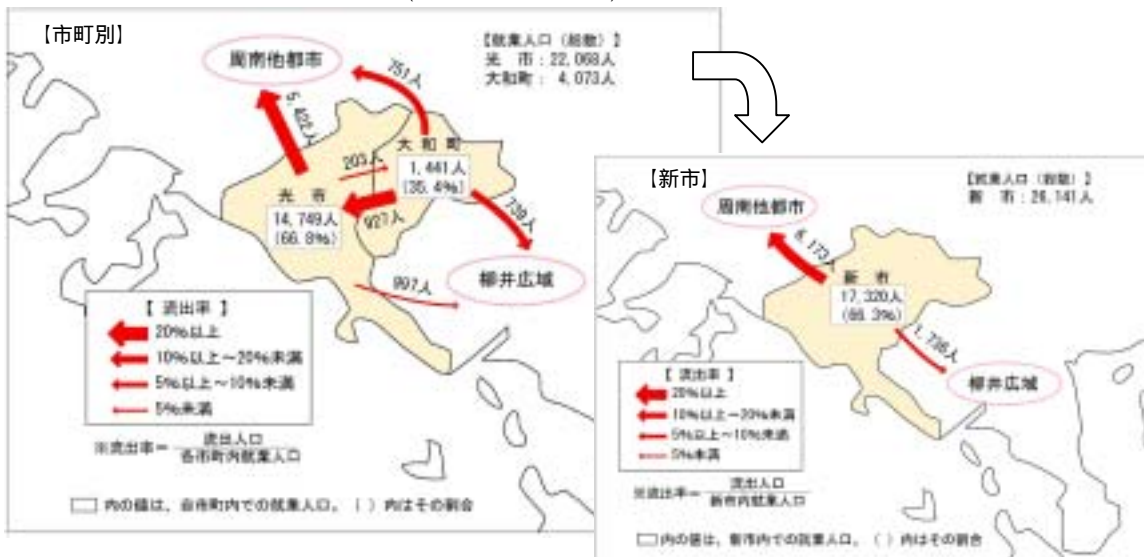 【市町別】
【就業人口(総数)】
光 市:22,068人
大和町: 4,073人
周南他都市
751人
5,422人
大 和 町
203人
1,441人
(35.4%)
光 市
14,749人
(66.8%)
927人
739人
997人
柳井広域
【 流出率 】
20%以上
10%以上~20%未満
5%以上~10%未満
5%未満
※流出率=流出人口
各市町内就業人口
内の値は、自市町内での就業人口。( )内はその割合
【新市】
【就業人口(総数)】
新 市:26,141人
周南他都市
6,173人
新 市
17,320人
(66.3%)
1,736人
柳井広域
【 流出率 】
20%以上
10%以上~20%未満
5%以上~10%未満
5%未満
※流出率=流出人口
新市内就業人口
内の値は、新市内での就業人口。( )内はその割合